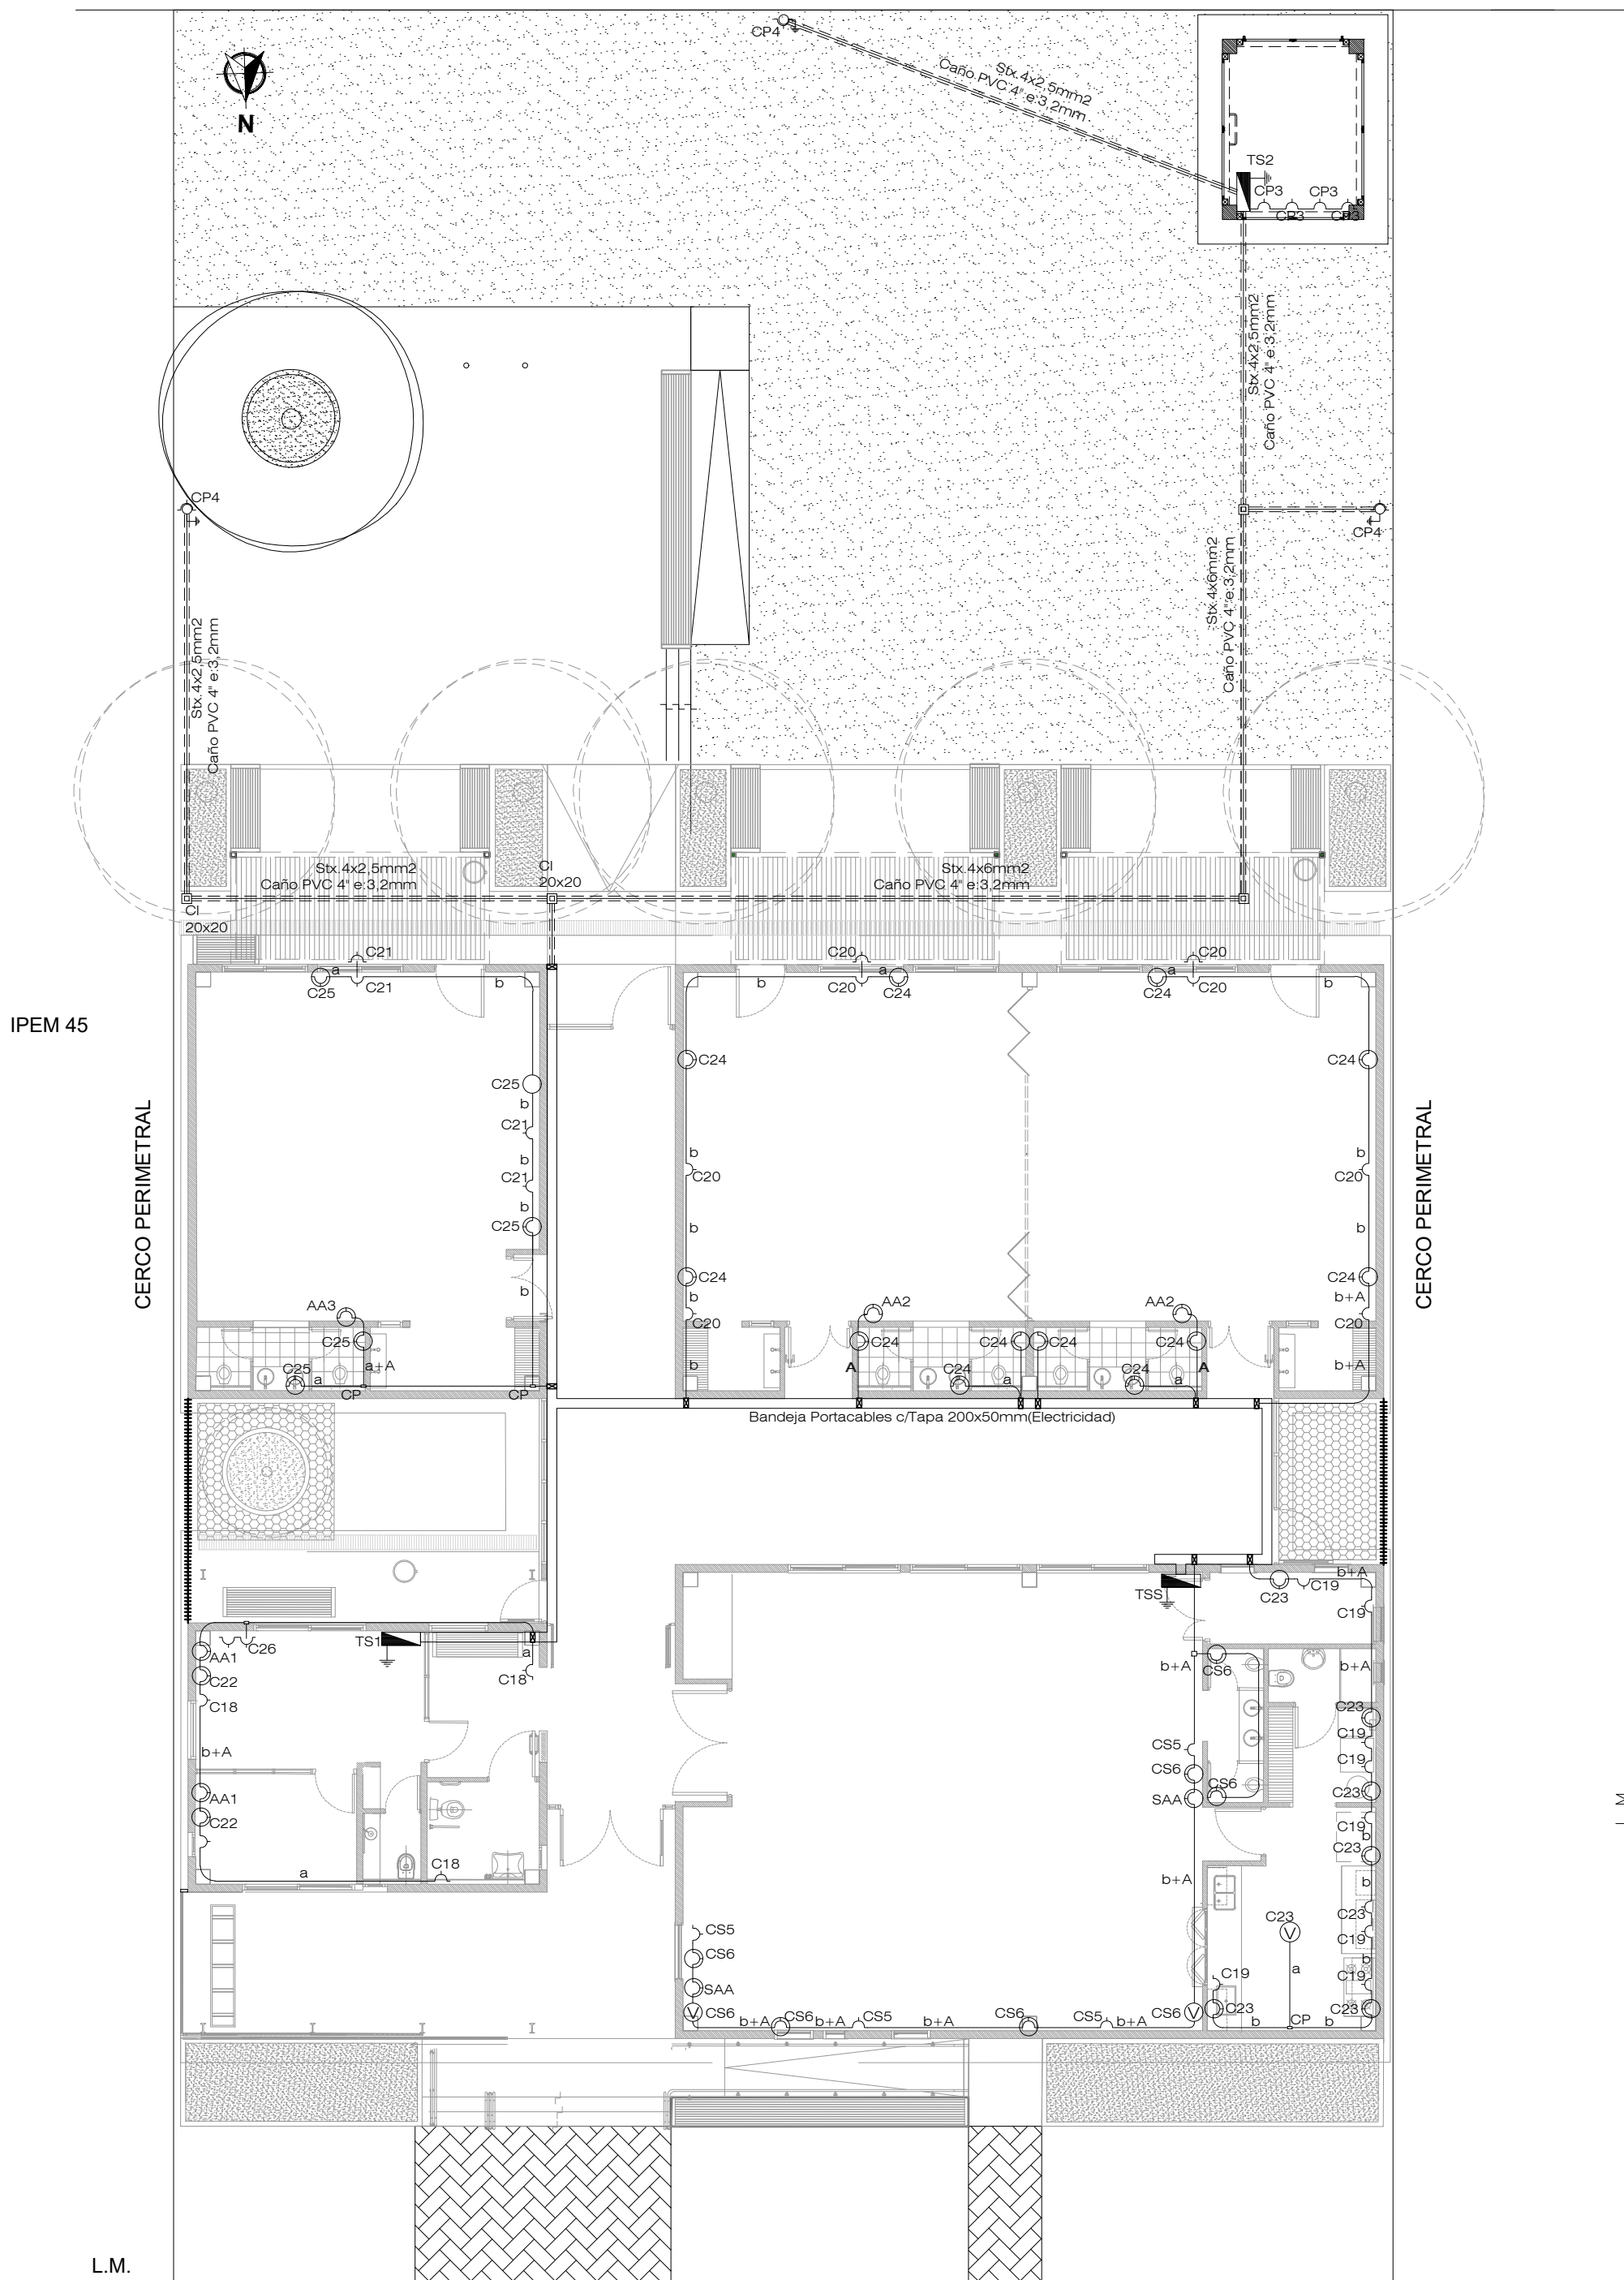 CP4
Stx.4x2,5mm2
Caño PVC 4" e:3,2mm
N
TS2
CP3
CP3
CP3
CP3
Stx.4x2,5mm2
Caño PVC 4" e:3,2mm
CP4
CP4
Stx.4x6mm2
Caño PVC 4" e:3,2mm
Stx.4x2,5mm2
Caño PVC 4" e:3,2mm
Stx.4x2,5mm2
Caño PVC 4" e:3,2mm
CI
20x20
Stx.4x6mm2
Caño PVC 4" e:3,2mm
CI
20x20
C21
a
C25
C21
b
C20
a
b
C20
C24
C20
a
C24
C20
b
IPEM 45
CERCO PERIMETRAL
CERCO PERIMETRAL
C24
C24
C25
b
C21
b
C21
b
C25
b
b
C20
b
b
C20
b
C24
b
C20
b
C24
b+A
C20
b+A
AA3
C25
a+A
C25
a
CP
CP
AA2
C24
A
C24
a
C24
AA2
C24
C24
a
C24
A
Bandeja Portacables c/Tapa 200x50mm(Electricidad)
TSS
C23
C19
b+A
C19
C26
TS1
a
C18
AA1
C22
C18
b+A
AA1
C22
a
C18
b+A
CS6
b+A
C23
C19
C19
C23
C19
b
C23
b
C23
C19
b
C19
C23
CS5
CS6
SAA
CS6
b+A
C23
a
C19
C23
b
CP
b
CS5
CS6
SAA
CS6
b+A
CS6
b+A
CS5
b+A
CS6
CS5
b+A
CS6
L.M.
L.M.